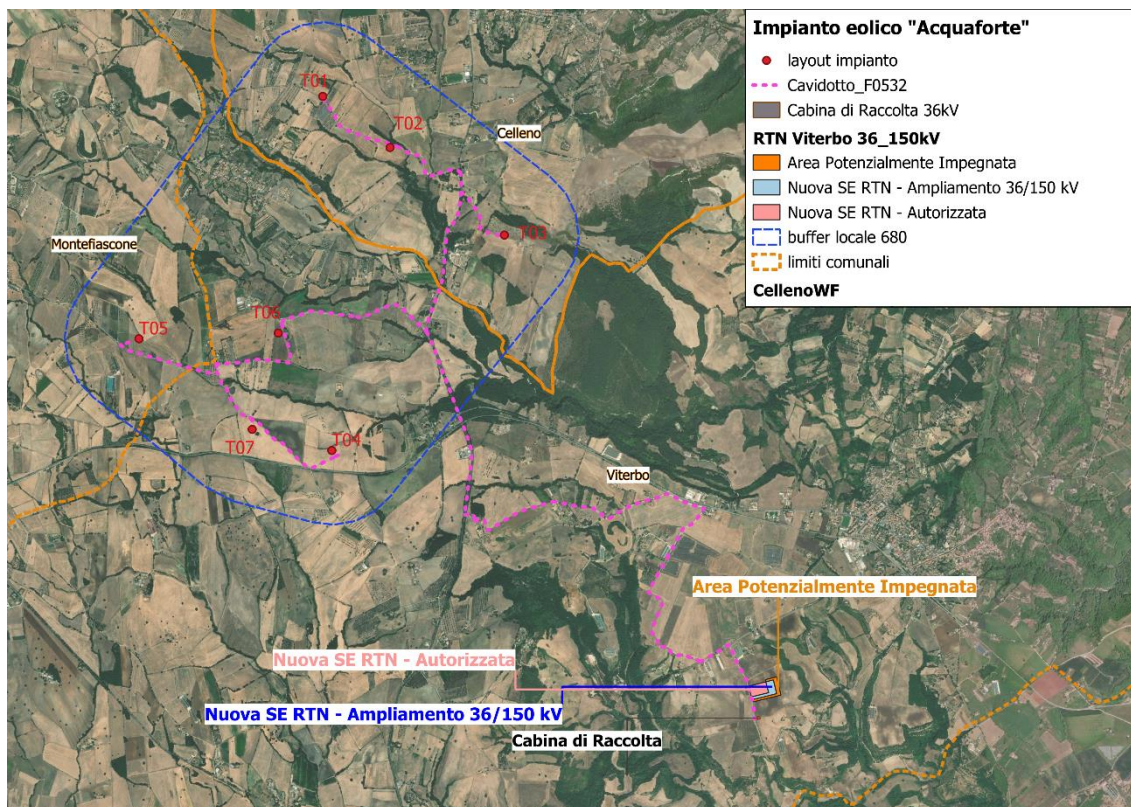 Impianto eolico "Acquaforte"
layout impianto
Cavidotto_F0532
Cabina di Raccolta 36kV
RTN Viterbo 36_150kV
Area Potenzialmente Impegnata
Nuova SE RTN - Ampliamento 36/150 kV
Nuova SE RTN - Autorizzata
buffer locale 680
limiti comunali
CellenoWF
T01
T02
Celleno
T03
Montefiascone
T06
T05
T07
T04
Viterbo
Area Potenzialmente Impegnata
Nuova SE RTN - Autorizzata
Nuova SE RTN - Ampliamento 36/150 kV
Cabina di Raccolta